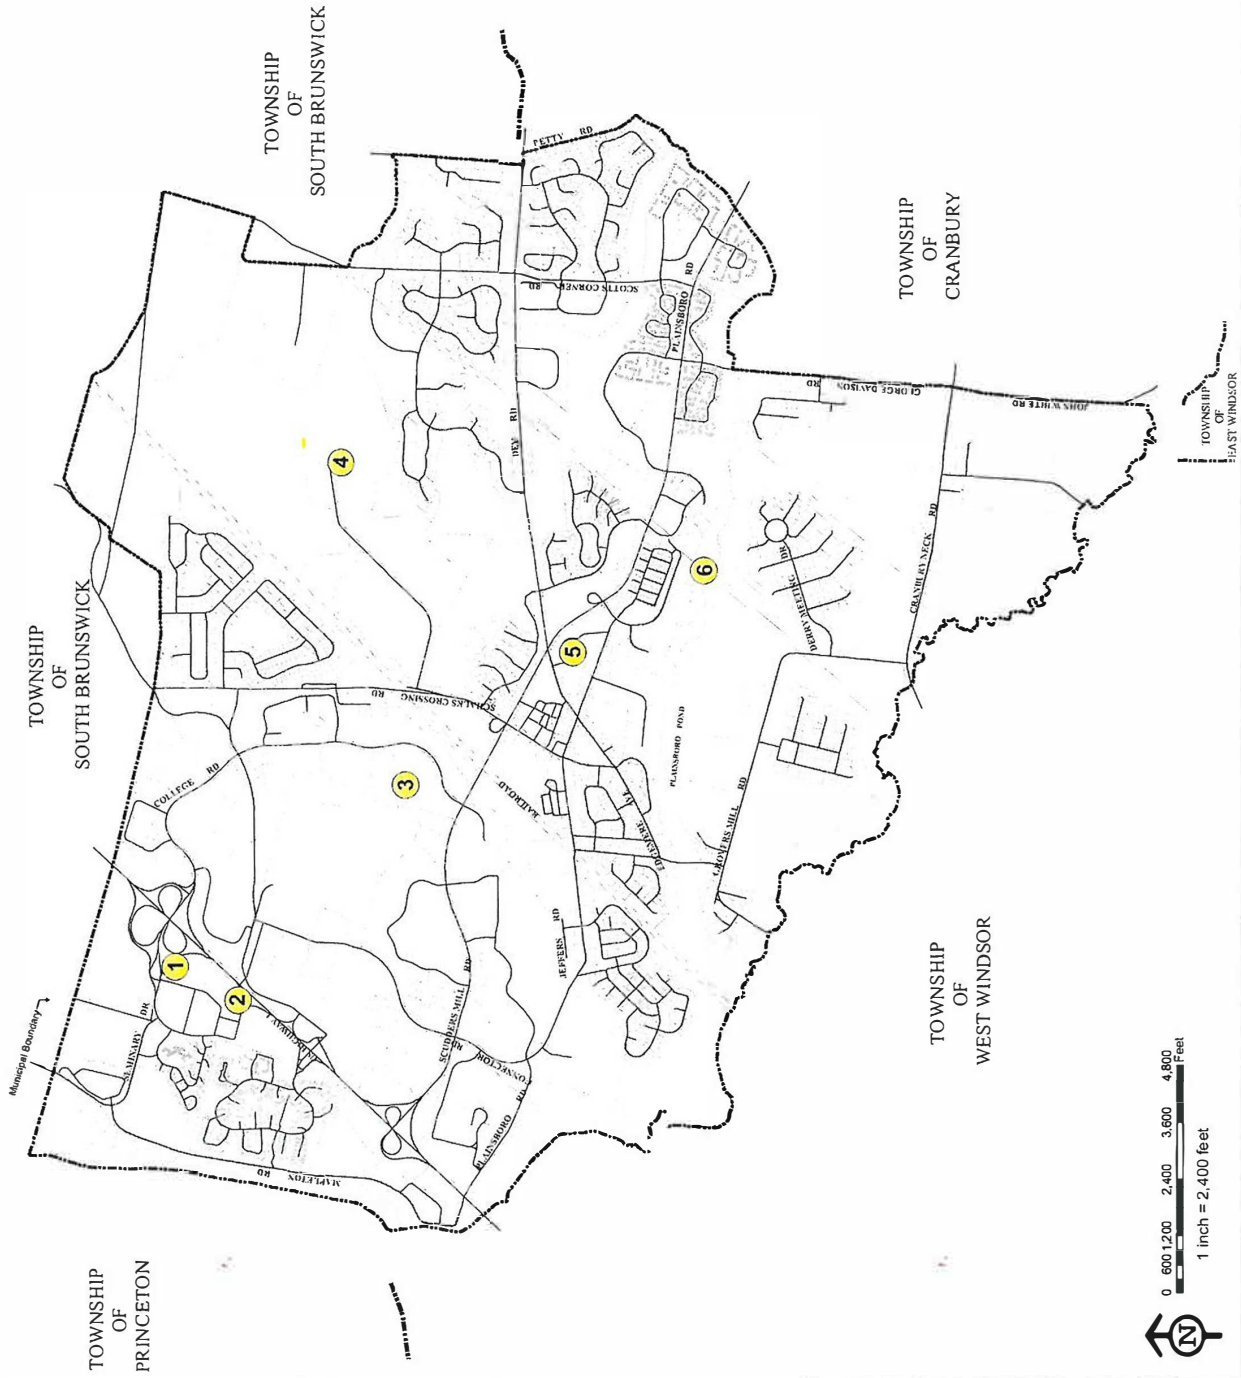 TOWNSHIP
OF
SOUTH BRUNSWICK
TOWNSHIP
OF
SOUTH BRUNSWICK
TOWNSHIP
OF
PRINCETON
TOWNSHIP
OF
CRANBURY
TOWNSHIP
OF
WEST WINDSOR
TOWNSHIP
OF
EAST WINDSOR
Municipal Boundary
SEMINARY DR
COLLEGE RD
MAPLETON RD
HIGHWAY 1
SCUDDERS MILL RD
CONNECTOR RD
PLAINSBORO RD
JEFFERS RD
RAILROAD
SCHALKS CROSSING RD
EDGEMERE AVE
PLAINSBORO POND
GROVERS MILL RD
DEY RD
SCOTTS CORNER RD
PETTY RD
PLAINSBORO RD
DERRY MEETING DR
CRANBURY NECK RD
GEORGE DAVISON RD
JOHN WHITE RD
1
2
3
4
5
6
N
0 600 1,200 2,400 3,600 4,800
Feet
1 inch = 2,400 feet